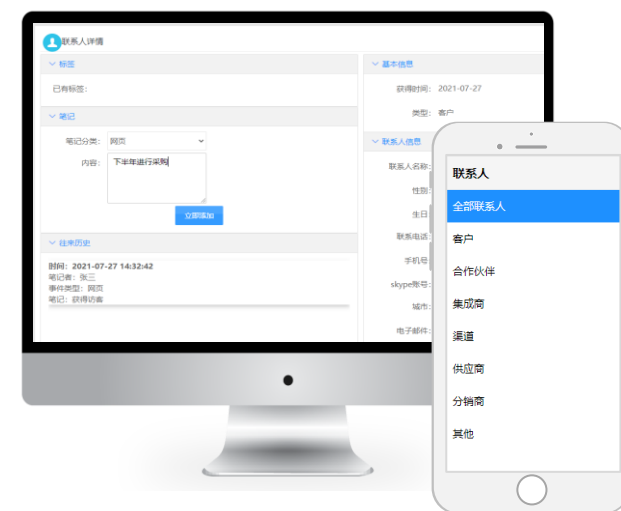 联系人详情
标签
已有标签：
笔记
笔记分类： 网页
内容： 下半年进行采购
立即添加
往来历史
时间：2021-07-27 14:32:42
笔记者：张三
事件类型：网页
笔记：获得访客
基本信息
获得时间： 2021-07-27
类型： 客户
联系人信息
联系人名称：
性别：
生日
联系电话：
手机号
skype账号：
城市：
电子邮件：
联系人
全部联系人
客户
合作伙伴
集成商
渠道
供应商
分销商
其他